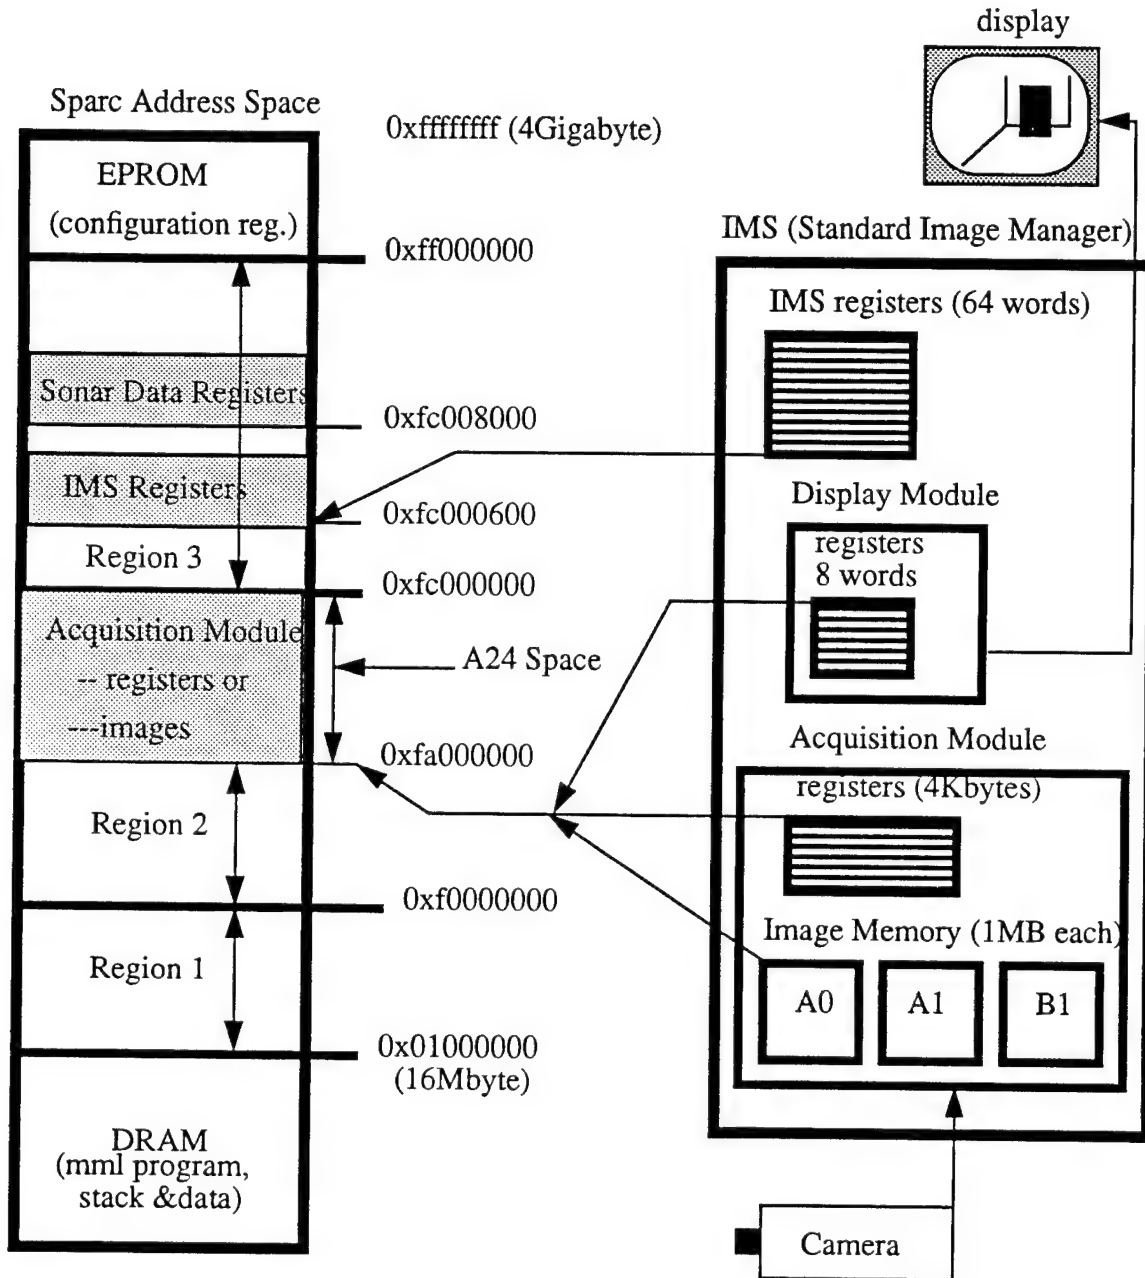 display
Sparc Address Space
0xffffffff (4Gigabyte)
EPROM
(configuration reg.)
0xff000000
Sonar Data Registers
0xfc008000
IMS Registers
0xfc000600
Region 3
0xfc000000
Acquisition Module
-- registers or
---images
A24 Space
0xfa000000
Region 2
0xf0000000
Region 1
0x01000000
(16Mbyte)
DRAM
(mml program,
stack &data)
IMS (Standard Image Manager)
IMS registers (64 words)
Display Module
registers
8 words
Acquisition Module
registers (4Kbytes)
Image Memory (1MB each)
A0 A1 B1
Camera